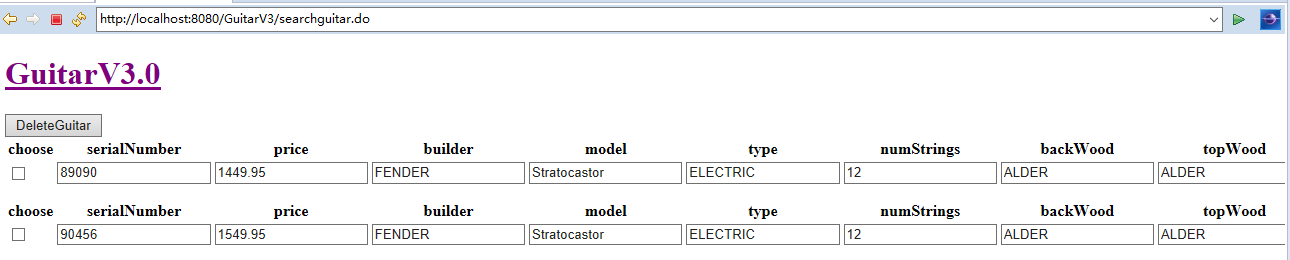 http://localhost:8080/GuitarV3/searchguitar.do
GuitarV3.0
DeleteGuitar
choose serialNumber price builder model type numStrings backWood topWood
89090 1449.95 FENDER Stratocastor ELECTRIC 12 ALDER ALDER
choose serialNumber price builder model type numStrings backWood topWood
90456 1549.95 FENDER Stratocastor ELECTRIC 12 ALDER ALDER